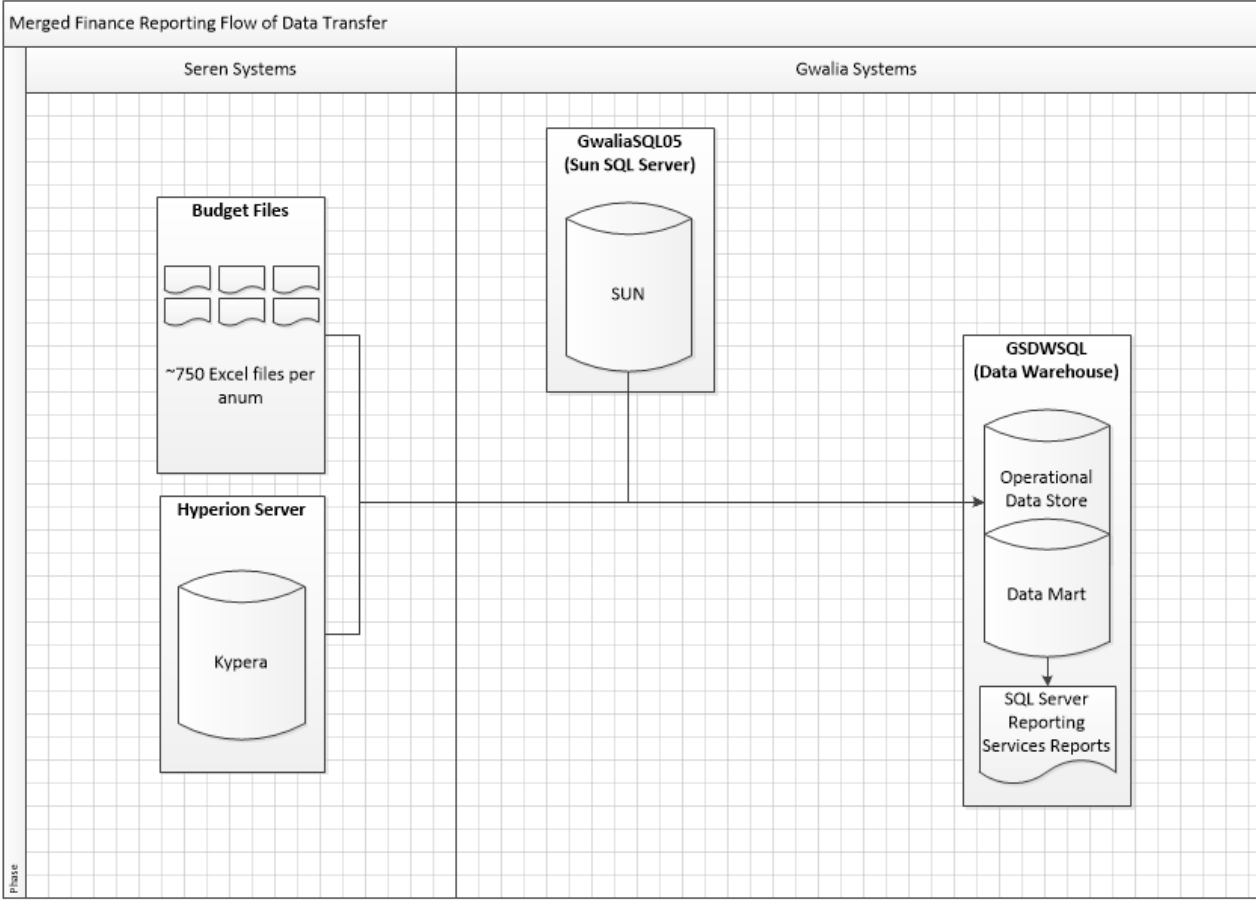 Merged Finance Reporting Flow of Data Transfer
Seren Systems
Gwalia Systems
GwaliaSQL05
(Sun SQL Server)
SUN
Budget Files
~750 Excel files per
anum
Hyperion Server
Kypera
GSDWSQL
(Data Warehouse)
Operational
Data Store
Data Mart
SQL Server
Reporting
Services Reports
Phase